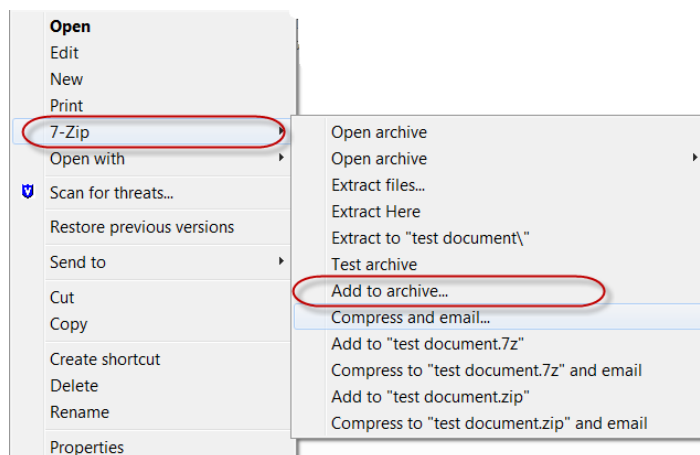 Open
Edit
New
Print
7-Zip
Open with
Scan for threats...
Restore previous versions
Send to
Cut
Copy
Create shortcut
Delete
Rename
Properties
Open archive
Open archive
Extract files...
Extract Here
Extract to "test document\"
Test archive
Add to archive...
Compress and email...
Add to "test document.7z"
Compress to "test document.7z" and email
Add to "test document.zip"
Compress to "test document.zip" and email